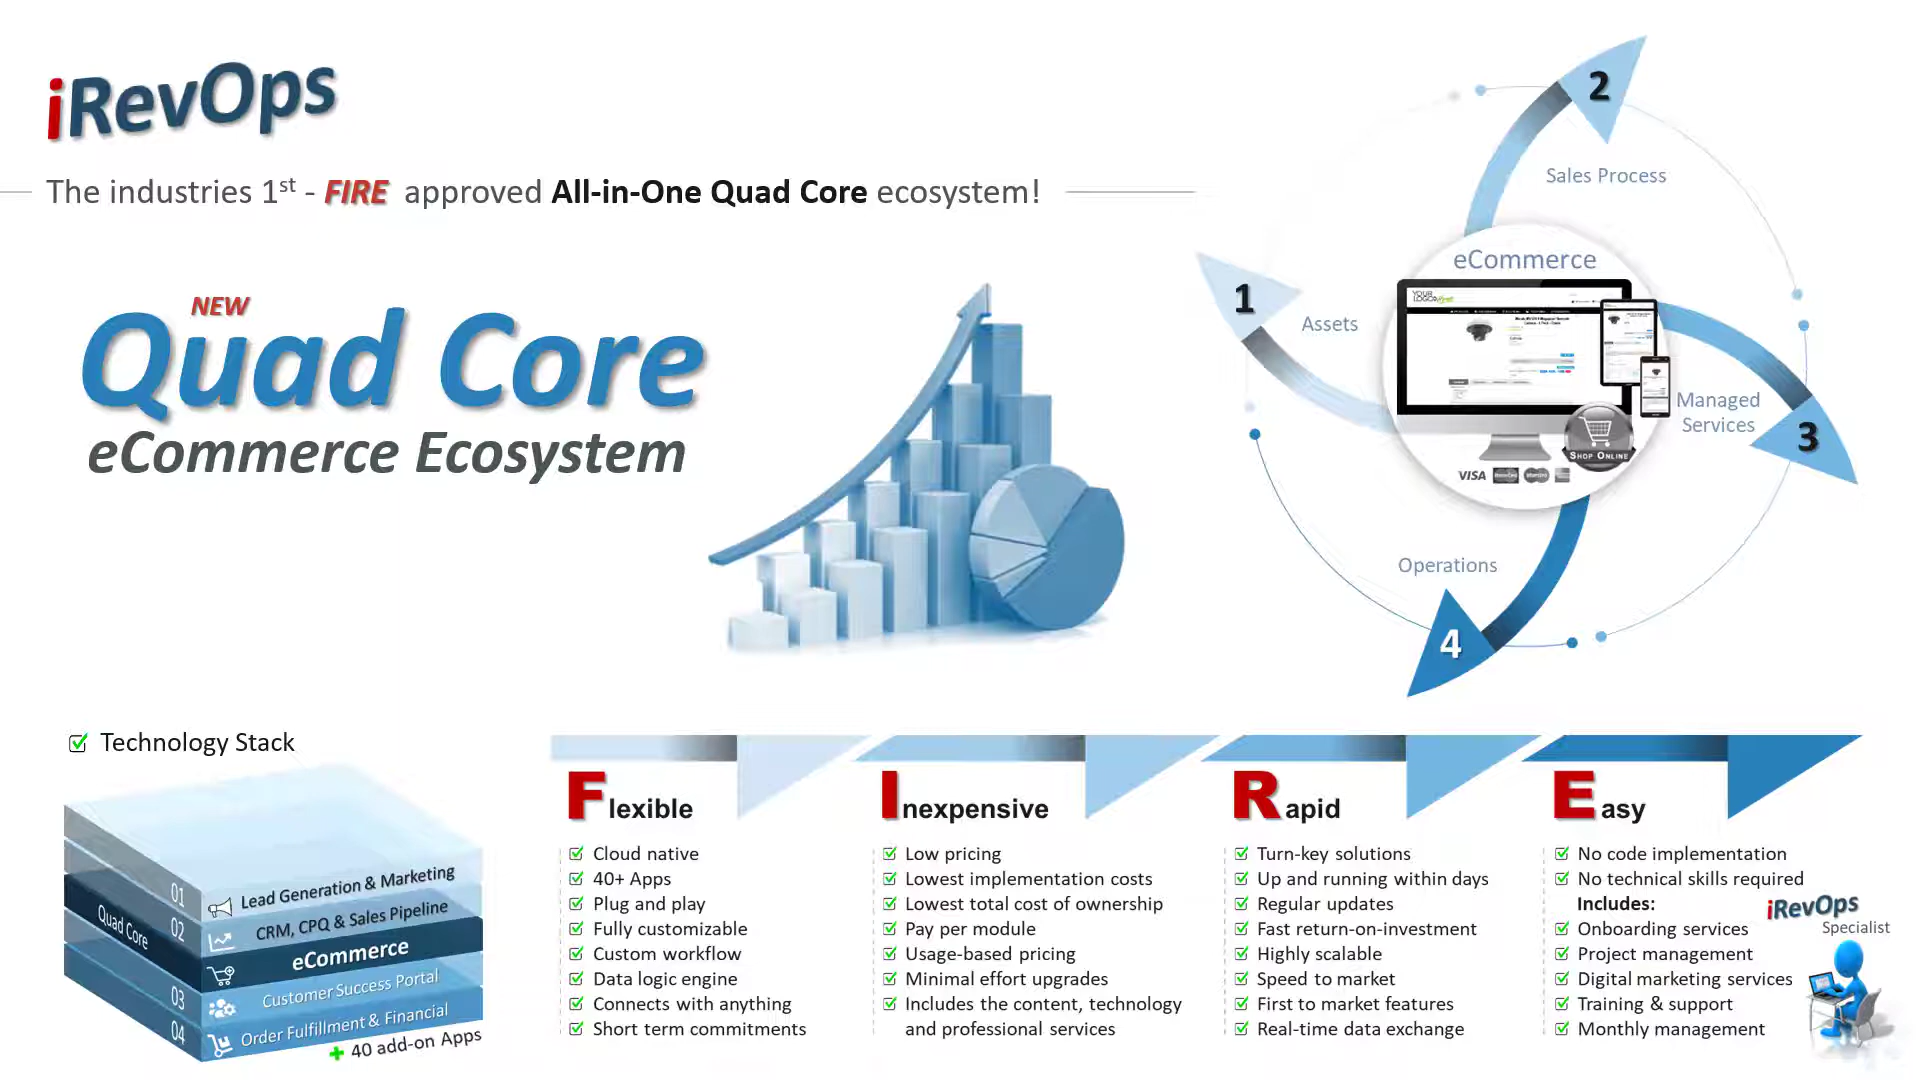 iRevOps
The industries 1st - FIRE approved All-in-One Quad Core ecosystem!
NEW
Quad Core
eCommerce Ecosystem
1
Assets
2
Sales Process
eCommerce
YOUR
LOGO
SHOP ONLINE
VISA
Managed
Services
3
Operations
4
Technology Stack
Quad Core
01 Lead Generation & Marketing
02 CRM, CPQ & Sales Pipeline
eCommerce
03 Customer Success Portal
04 Order Fulfillment & Financial
+ 40 add-on Apps
Flexible
Cloud native
40+ Apps
Plug and play
Fully customizable
Custom workflow
Data logic engine
Connects with anything
Short term commitments
Inexpensive
Low pricing
Lowest implementation costs
Lowest total cost of ownership
Pay per module
Usage-based pricing
Minimal effort upgrades
Includes the content, technology
and professional services
Rapid
Turn-key solutions
Up and running within days
Regular updates
Fast return-on-investment
Highly scalable
Speed to market
First to market features
Real-time data exchange
Easy
No code implementation
No technical skills required
Includes:
Onboarding services
Project management
Digital marketing services
Training & support
Monthly management
iRevOps
Specialist